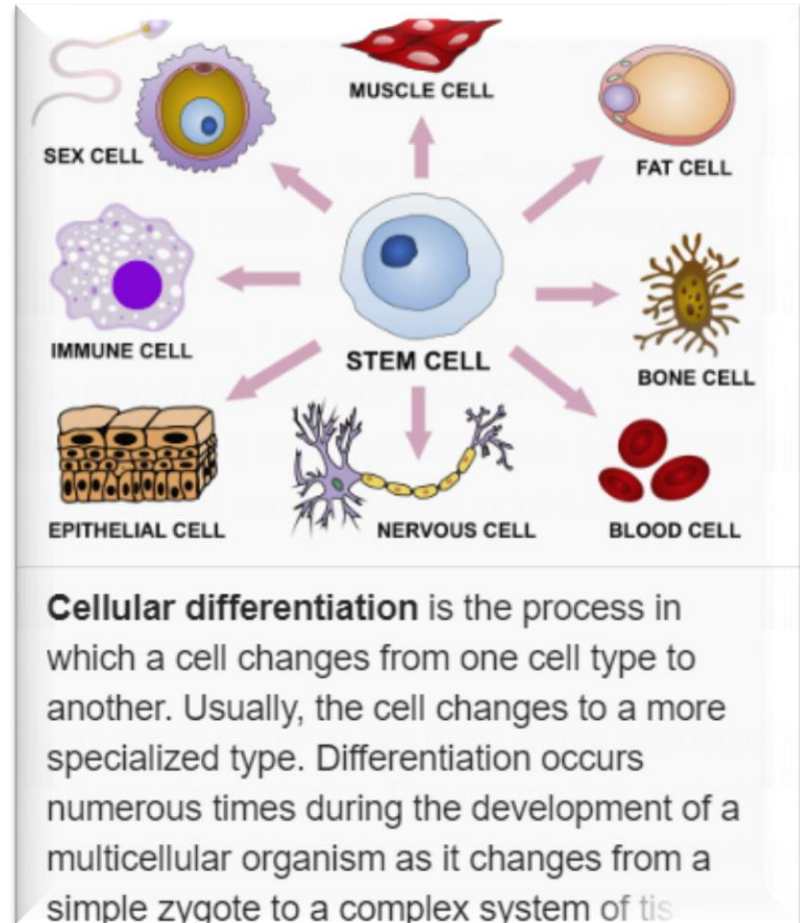 MUSCLE CELL
SEX CELL
FAT CELL
IMMUNE CELL
STEM CELL
BONE CELL
EPITHELIAL CELL
NERVOUS CELL
BLOOD CELL
Cellular differentiation is the process in
which a cell changes from one cell type to
another. Usually, the cell changes to a more
specialized type. Differentiation occurs
numerous times during the development of a
multicellular organism as it changes from a
simple zygote to a complex system of tis